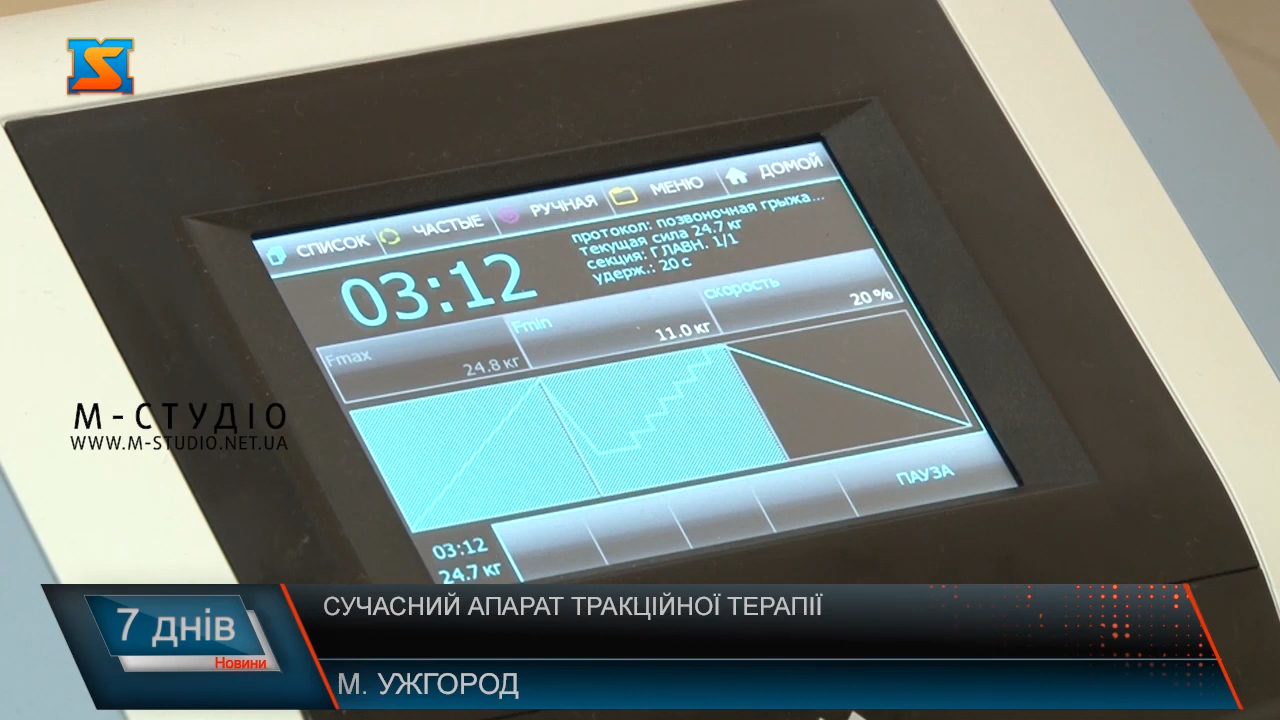 СПИСОК ЧАСТЫЕ РУЧНАЯ МЕНЮ ДОМОЙ
03:12
протокол: позвоночная грыжа...
текущая сила 24.7 кг
секция: ГЛАВН. 1/1
удерж.: 20 с
Fmax 24.8 кг
Fmin 11.0 кг
скорость 20 %
ПАУЗА
03:12
24.7 кг
М-СТУДІО
WWW.M-STUDIO.NET.UA
7 днів
Новини
СУЧАСНИЙ АПАРАТ ТРАКЦІЙНОЇ ТЕРАПІЇ
М. УЖГОРОД